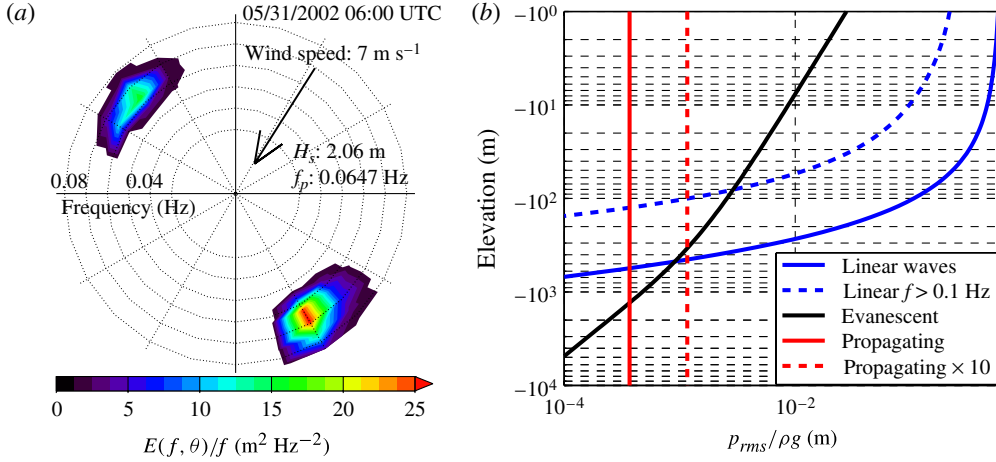 (a)
05/31/2002 06:00 UTC
Wind speed: 7 m s⁻¹
H_s: 2.06 m
f_p: 0.0647 Hz
0.08 0.04
Frequency (Hz)
0 5 10 15 20 25
E(f, θ)/f (m² Hz⁻²)
(b)
−10⁰
−10¹
−10²
−10³
−10⁴
Elevation (m)
Linear waves
Linear f > 0.1 Hz
Evanescent
Propagating
Propagating × 10
10⁻⁴ 10⁻²
p_rms/ρg (m)